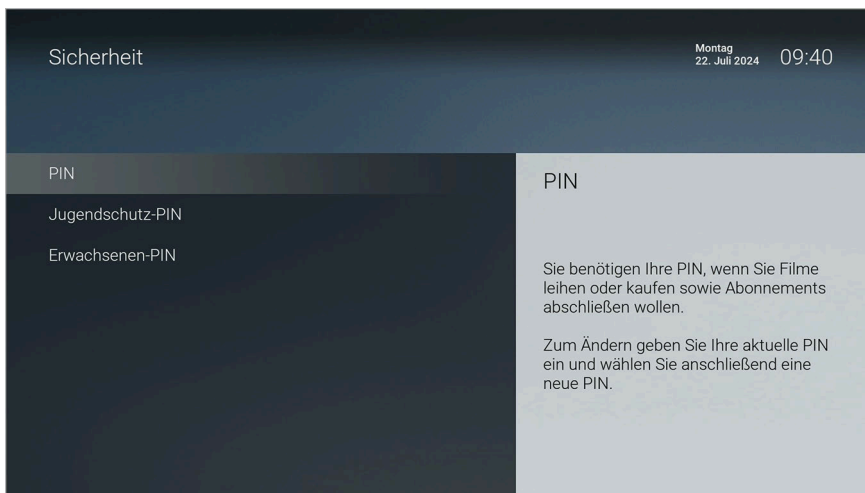 Sicherheit
Montag
22. Juli 2024
09:40
PIN
Jugendschutz-PIN
Erwachsenen-PIN
PIN
Sie benötigen Ihre PIN, wenn Sie Filme
leihen oder kaufen sowie Abonnements
abschließen wollen.
Zum Ändern geben Sie Ihre aktuelle PIN
ein und wählen Sie anschließend eine
neue PIN.